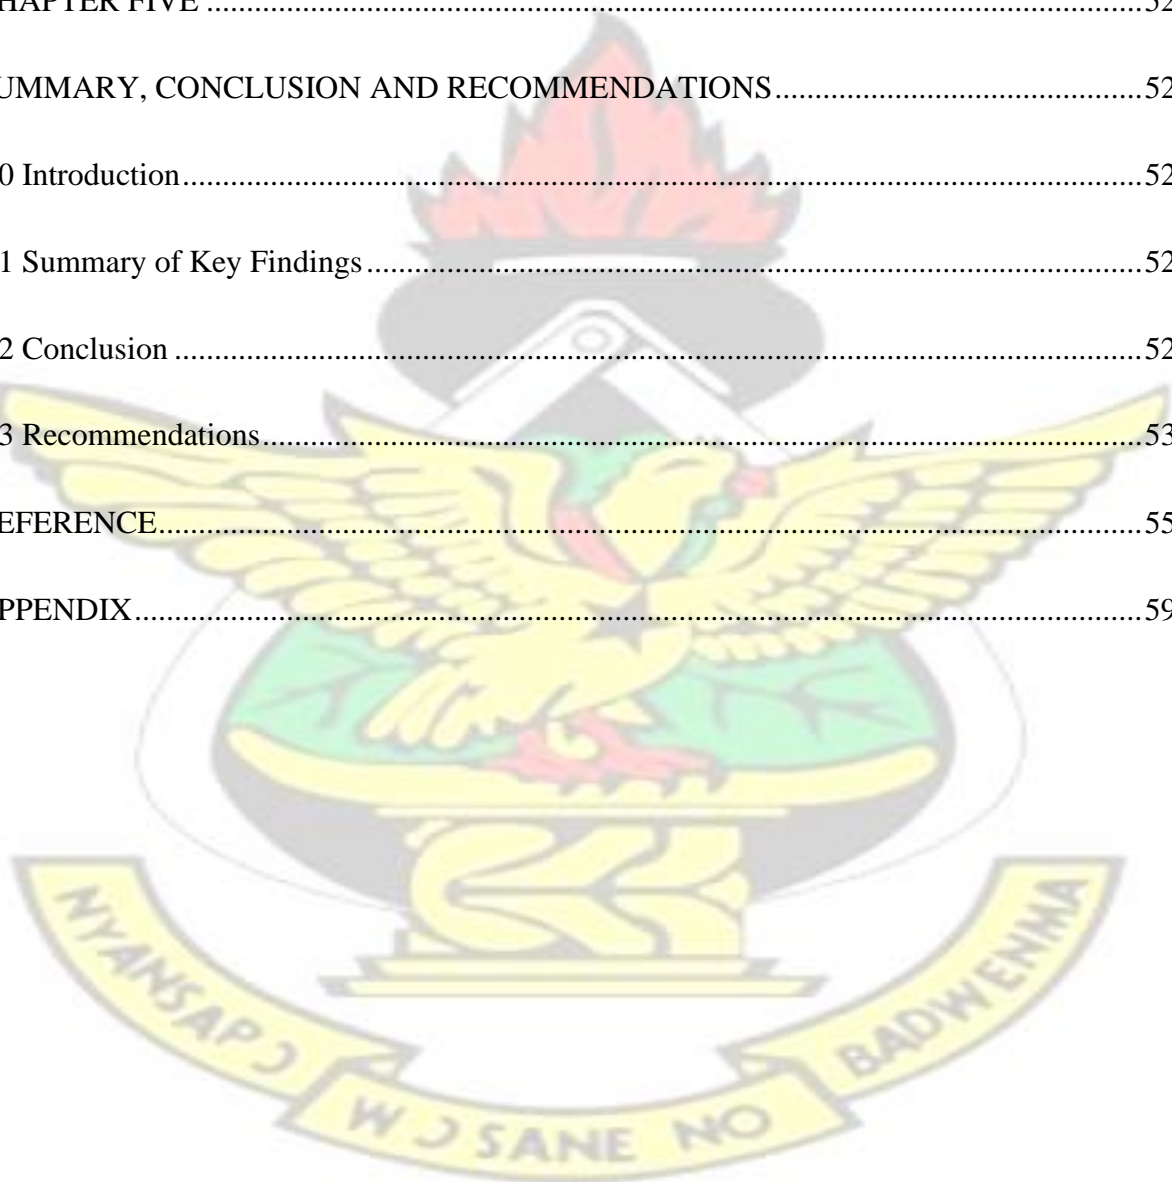 HAPTER FIVE ........ 52
UMMARY, CONCLUSION AND RECOMMENDATIONS ........ 52
0 Introduction ........ 52
1 Summary of Key Findings ........ 52
2 Conclusion ........ 52
3 Recommendations ........ 53
EFERENCE ........ 55
PPENDIX ........ 59
NYANSAPƆ
WƆ SANE NO
BADWENMA